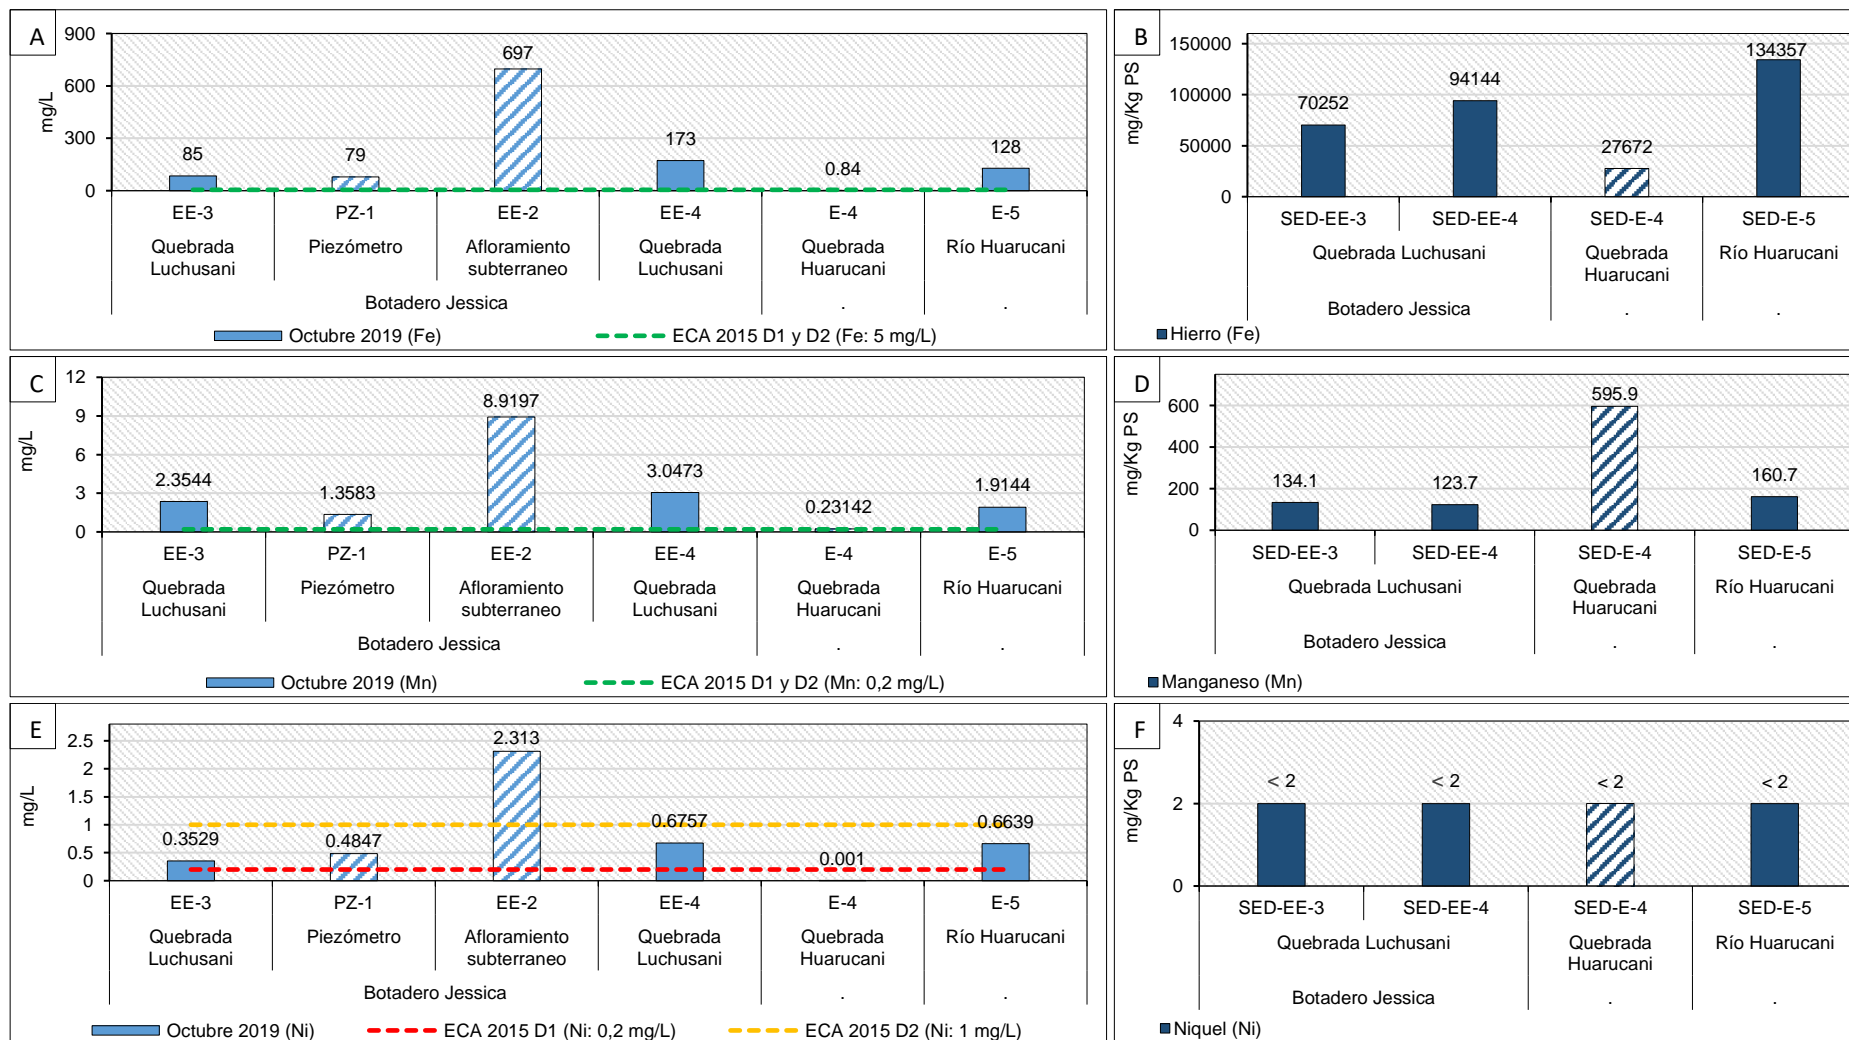 A
mg/L
900
600
300
0
85
79
697
173
0.84
128
EE-3
PZ-1
EE-2
EE-4
E-4
E-5
Quebrada
Luchusani
Piezómetro
Afloramiento
subterraneo
Quebrada
Luchusani
Quebrada
Huarucani
Río Huarucani
Botadero Jessica
.
.
Octubre 2019 (Fe)
ECA 2015 D1 y D2 (Fe: 5 mg/L)
B
mg/Kg PS
150000
100000
50000
0
70252
94144
27672
134357
SED-EE-3
SED-EE-4
SED-E-4
SED-E-5
Quebrada Luchusani
Quebrada
Huarucani
Río Huarucani
Botadero Jessica
.
.
Hierro (Fe)
C
mg/L
12
9
6
3
0
2.3544
1.3583
8.9197
3.0473
0.23142
1.9144
EE-3
PZ-1
EE-2
EE-4
E-4
E-5
Quebrada
Luchusani
Piezómetro
Afloramiento
subterraneo
Quebrada
Luchusani
Quebrada
Huarucani
Río Huarucani
Botadero Jessica
.
.
Octubre 2019 (Mn)
ECA 2015 D1 y D2 (Mn: 0,2 mg/L)
D
mg/Kg PS
600
400
200
0
134.1
123.7
595.9
160.7
SED-EE-3
SED-EE-4
SED-E-4
SED-E-5
Quebrada Luchusani
Quebrada
Huarucani
Río Huarucani
Botadero Jessica
.
.
Manganeso (Mn)
E
mg/L
2.5
2
1.5
1
0.5
0
0.3529
0.4847
2.313
0.6757
0.001
0.6639
EE-3
PZ-1
EE-2
EE-4
E-4
E-5
Quebrada
Luchusani
Piezómetro
Afloramiento
subterraneo
Quebrada
Luchusani
Quebrada
Huarucani
Río Huarucani
Botadero Jessica
.
.
Octubre 2019 (Ni)
ECA 2015 D1 (Ni: 0,2 mg/L)
ECA 2015 D2 (Ni: 1 mg/L)
F
mg/Kg PS
4
2
0
< 2
< 2
< 2
< 2
SED-EE-3
SED-EE-4
SED-E-4
SED-E-5
Quebrada Luchusani
Quebrada
Huarucani
Río Huarucani
Botadero Jessica
.
.
Niquel (Ni)